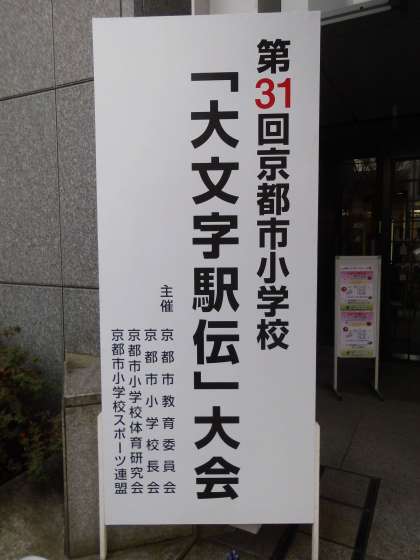 第31回京都市小学校
「大文字駅伝」大会
主催 京都市教育委員会
京都市小学校長会
京都市小学校体育研究会
京都市小学校スポーツ連盟